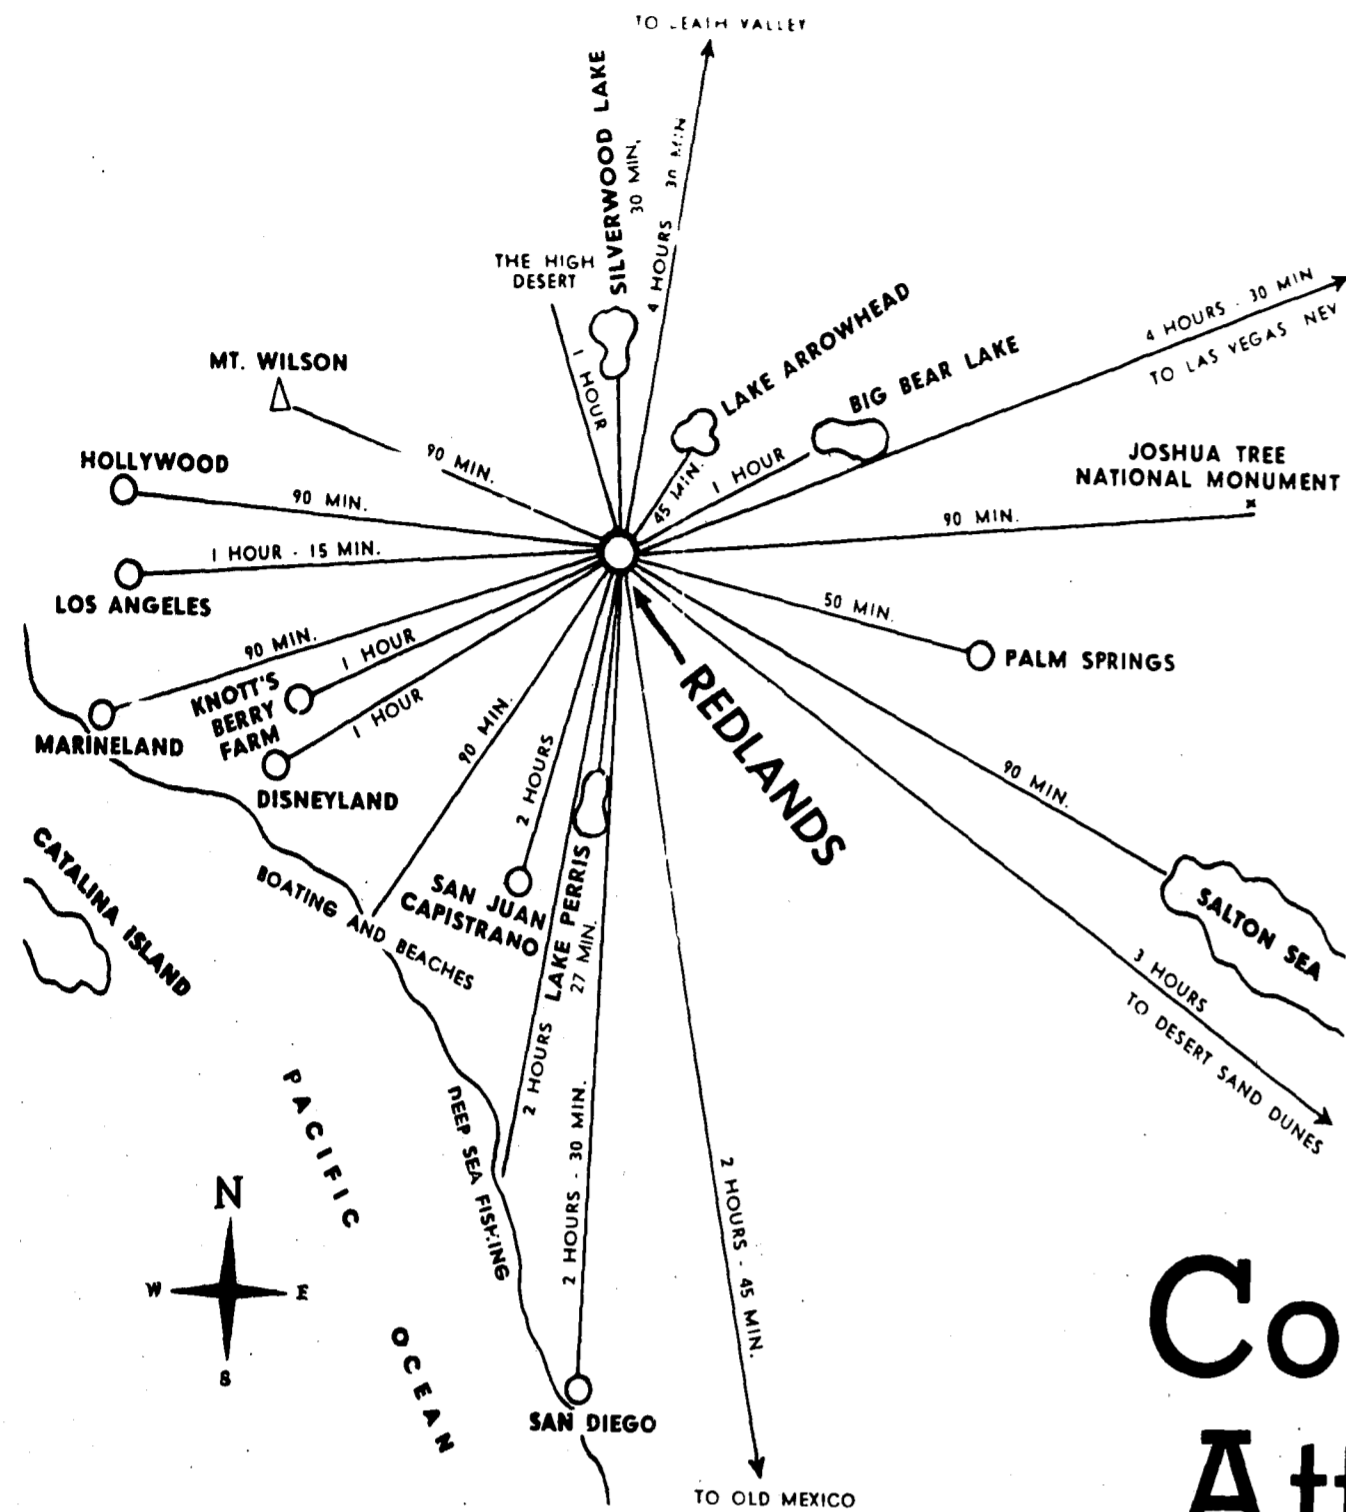 TO DEATH VALLEY
SILVERWOOD LAKE
30 MIN.
4 HOURS 30 MIN
THE HIGH
DESERT
1 HOUR
LAKE ARROWHEAD
45 MIN.
BIG BEAR LAKE
1 HOUR
4 HOURS - 30 MIN
TO LAS VEGAS NEV
MT. WILSON
90 MIN.
HOLLYWOOD
90 MIN.
JOSHUA TREE
NATIONAL MONUMENT
90 MIN.
1 HOUR - 15 MIN.
LOS ANGELES
50 MIN.
PALM SPRINGS
90 MIN.
MARINELAND
1 HOUR
KNOTT'S
BERRY
FARM
1 HOUR
DISNEYLAND
REDLANDS
90 MIN.
BOATING AND BEACHES
2 HOURS
SAN JUAN
CAPISTRANO
LAKE PERRIS
27 MIN.
90 MIN.
SALTON SEA
3 HOURS
TO DESERT SAND DUNES
CATALINA ISLAND
2 HOURS
DEEP SEA FISHING
2 HOURS - 30 MIN.
SAN DIEGO
2 HOURS - 45 MIN.
TO OLD MEXICO
PACIFIC
OCEAN
N
W E
S
Co
Att